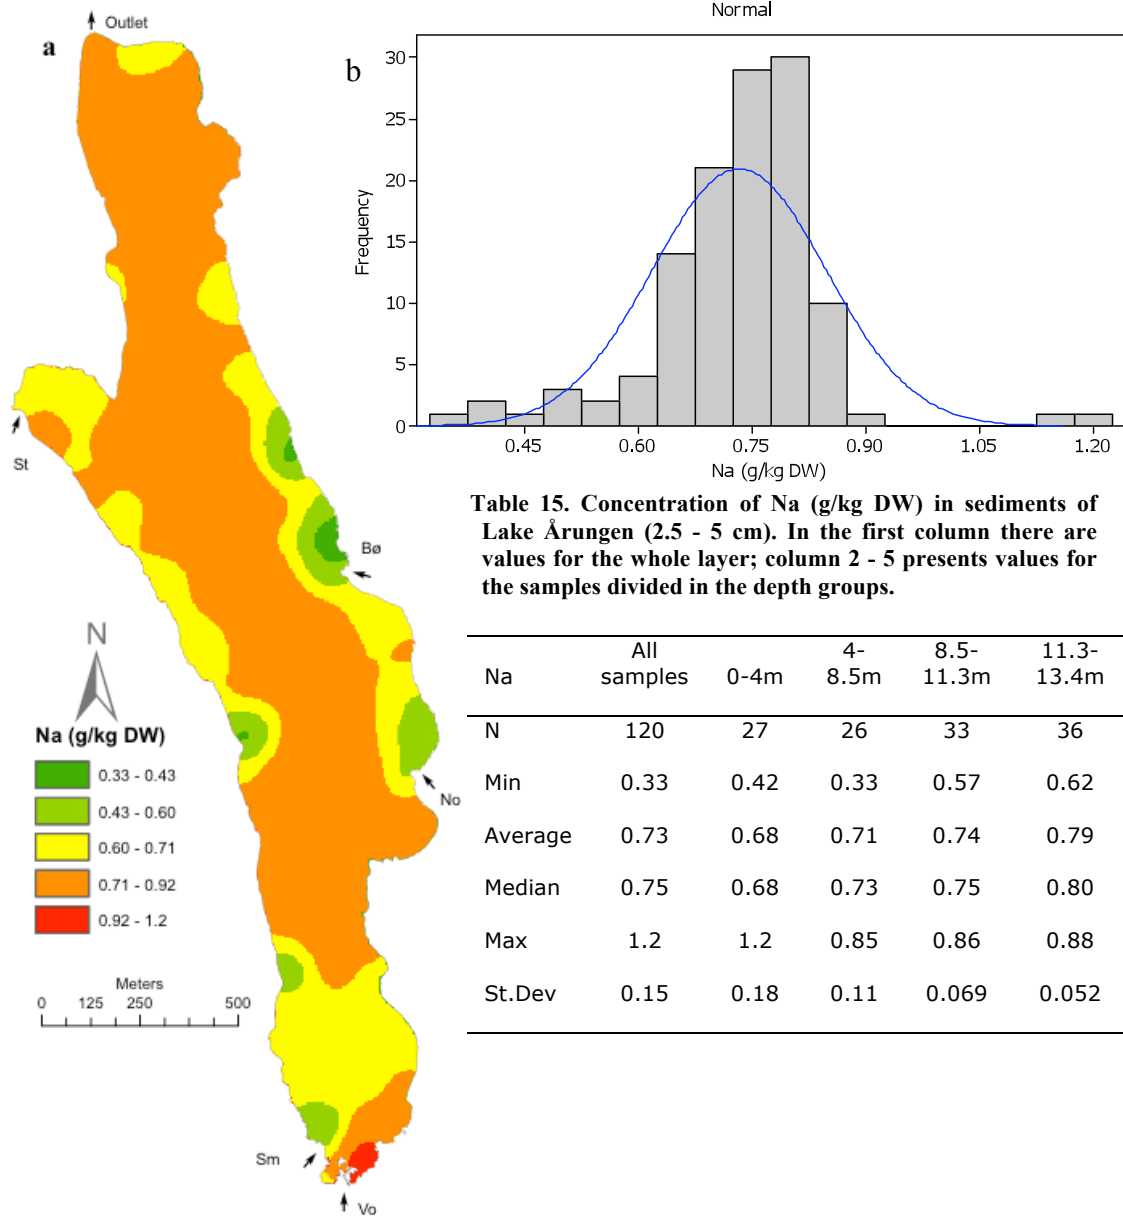 a
Outlet
St
Bø
No
Sm
Vo
N
Na (g/kg DW)
0.33 - 0.43
0.43 - 0.60
0.60 - 0.71
0.71 - 0.92
0.92 - 1.2
Meters
0 125 250 500
Normal
b
Frequency
30
25
20
15
10
5
0
0.45 0.60 0.75 0.90 1.05 1.20
Na (g/kg DW)
Table 15. Concentration of Na (g/kg DW) in sediments of
Lake Årungen (2.5 - 5 cm). In the first column there are
values for the whole layer; column 2 - 5 presents values for
the samples divided in the depth groups.
All 4- 8.5- 11.3-
Na samples 0-4m 8.5m 11.3m 13.4m
N 120 27 26 33 36
Min 0.33 0.42 0.33 0.57 0.62
Average 0.73 0.68 0.71 0.74 0.79
Median 0.75 0.68 0.73 0.75 0.80
Max 1.2 1.2 0.85 0.86 0.88
St.Dev 0.15 0.18 0.11 0.069 0.052